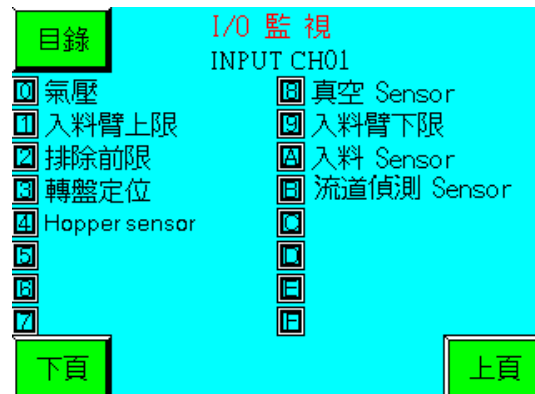 目錄
I/O 監 視
INPUT CH01
0 氣壓
1 入料臂上限
2 排除前限
3 轉盤定位
4 Hopper sensor
5
6
7
8 真空 Sensor
9 入料臂下限
A 入料 Sensor
B 流道偵測 Sensor
C
D
E
F
下頁
上頁